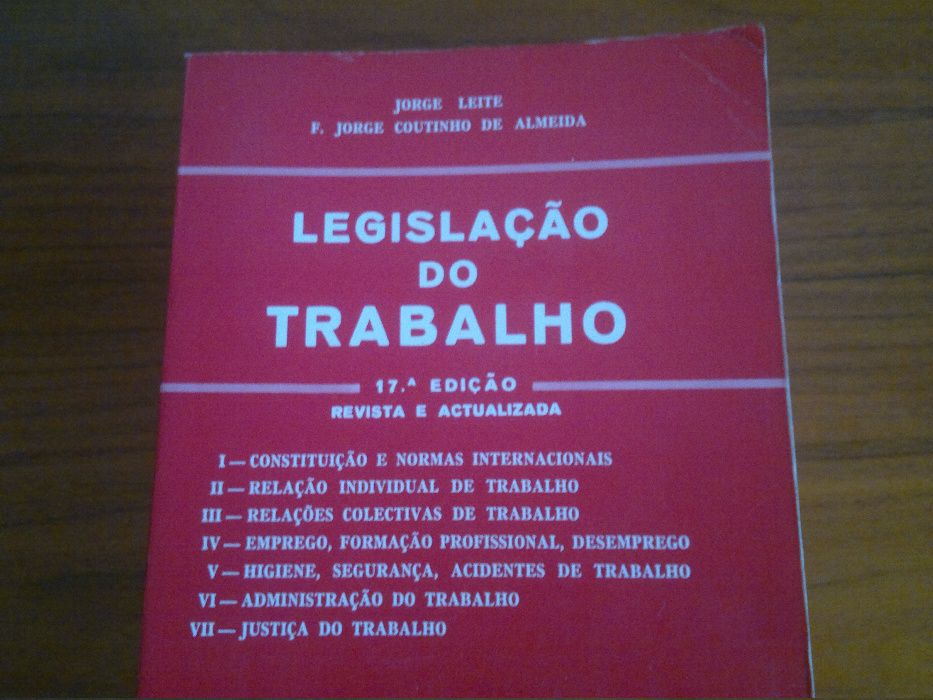 JORGE LEITE
F. JORGE COUTINHO DE ALMEIDA
LEGISLAÇÃO
DO
TRABALHO
17.ª EDIÇÃO
REVISTA E ACTUALIZADA
I — CONSTITUIÇÃO E NORMAS INTERNACIONAIS
II — RELAÇÃO INDIVIDUAL DE TRABALHO
III — RELAÇÕES COLECTIVAS DE TRABALHO
IV — EMPREGO, FORMAÇÃO PROFISSIONAL, DESEMPREGO
V — HIGIENE, SEGURANÇA, ACIDENTES DE TRABALHO
VI — ADMINISTRAÇÃO DO TRABALHO
VII — JUSTIÇA DO TRABALHO